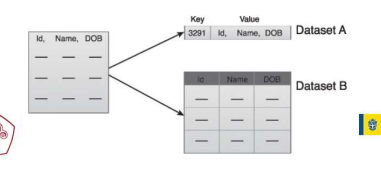 Key Value
3291 Id, Name, DOB Dataset A
Id, Name, DOB
Id Name DOB
Dataset B